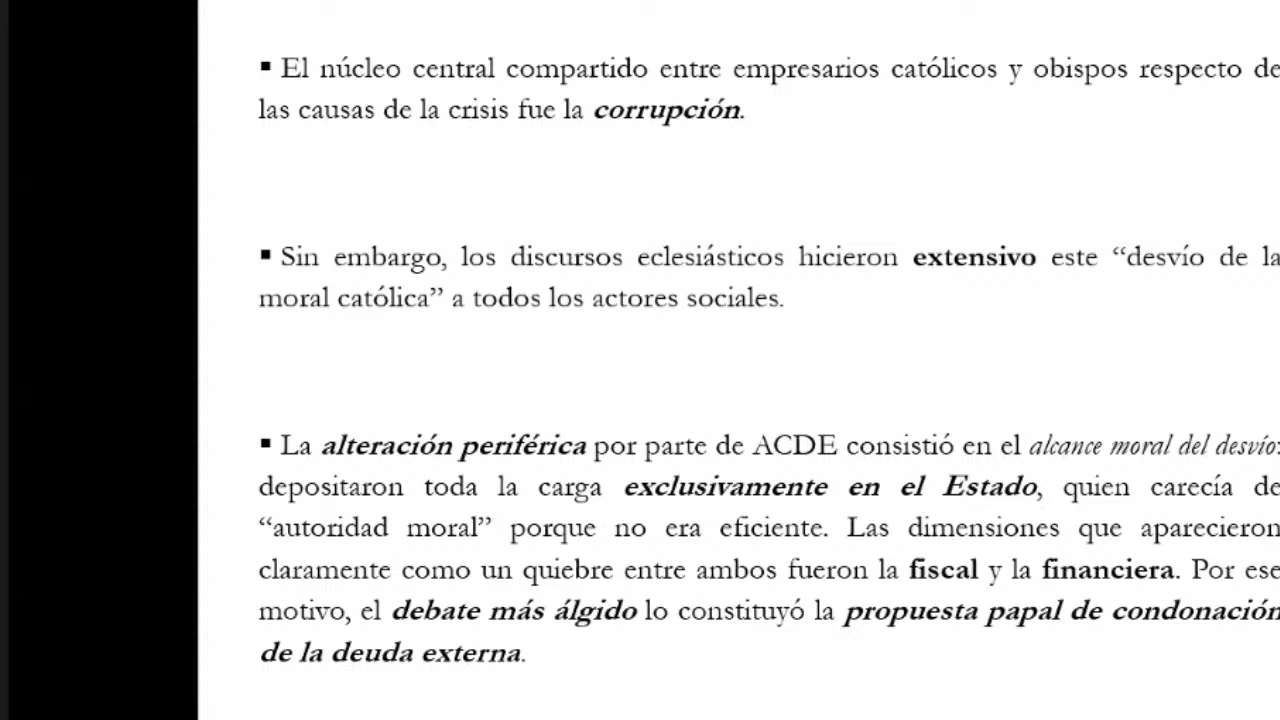 ▪ El núcleo central compartido entre empresarios católicos y obispos respecto de
las causas de la crisis fue la corrupción.
▪ Sin embargo, los discursos eclesiásticos hicieron extensivo este “desvío de la
moral católica” a todos los actores sociales.
▪ La alteración periférica por parte de ACDE consistió en el alcance moral del desvío:
depositaron toda la carga exclusivamente en el Estado, quien carecía de
“autoridad moral” porque no era eficiente. Las dimensiones que aparecieron
claramente como un quiebre entre ambos fueron la fiscal y la financiera. Por ese
motivo, el debate más álgido lo constituyó la propuesta papal de condonación
de la deuda externa.